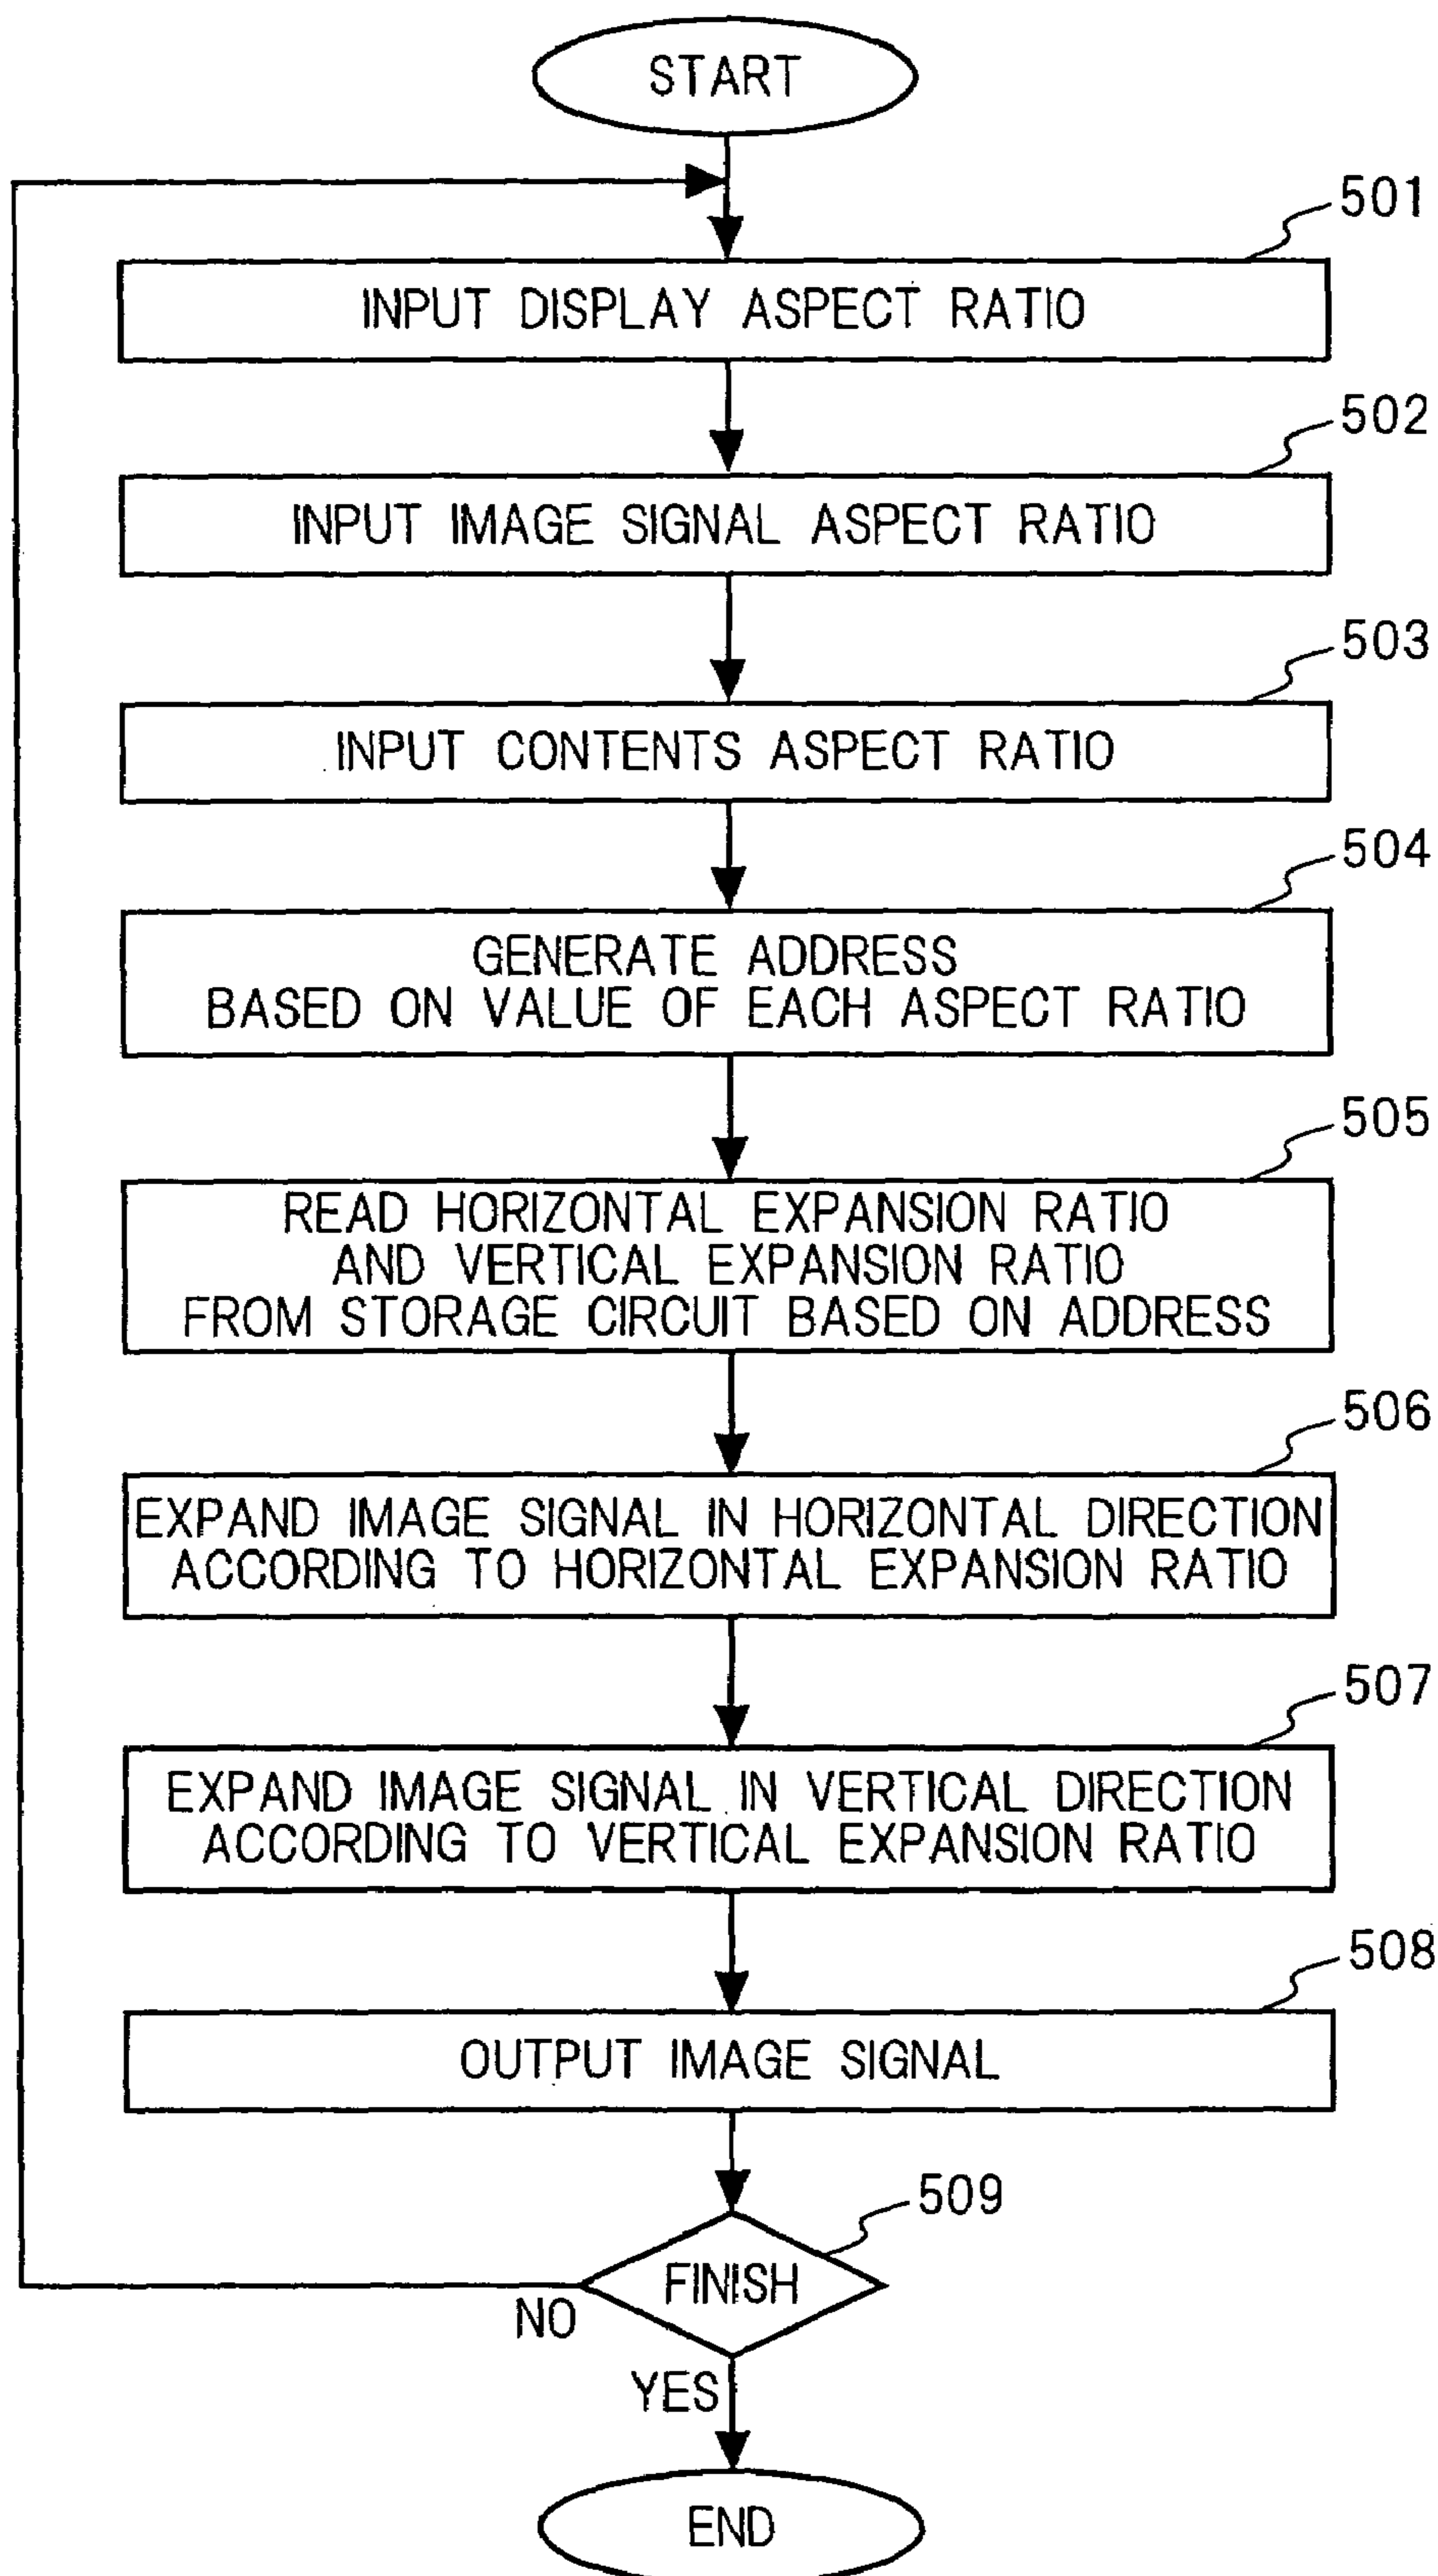 START
501
INPUT DISPLAY ASPECT RATIO
502
INPUT IMAGE SIGNAL ASPECT RATIO
503
INPUT CONTENTS ASPECT RATIO
504
GENERATE ADDRESS
BASED ON VALUE OF EACH ASPECT RATIO
505
READ HORIZONTAL EXPANSION RATIO
AND VERTICAL EXPANSION RATIO
FROM STORAGE CIRCUIT BASED ON ADDRESS
506
EXPAND IMAGE SIGNAL IN HORIZONTAL DIRECTION
ACCORDING TO HORIZONTAL EXPANSION RATIO
507
EXPAND IMAGE SIGNAL IN VERTICAL DIRECTION
ACCORDING TO VERTICAL EXPANSION RATIO
508
OUTPUT IMAGE SIGNAL
509
FINISH
NO
YES
END